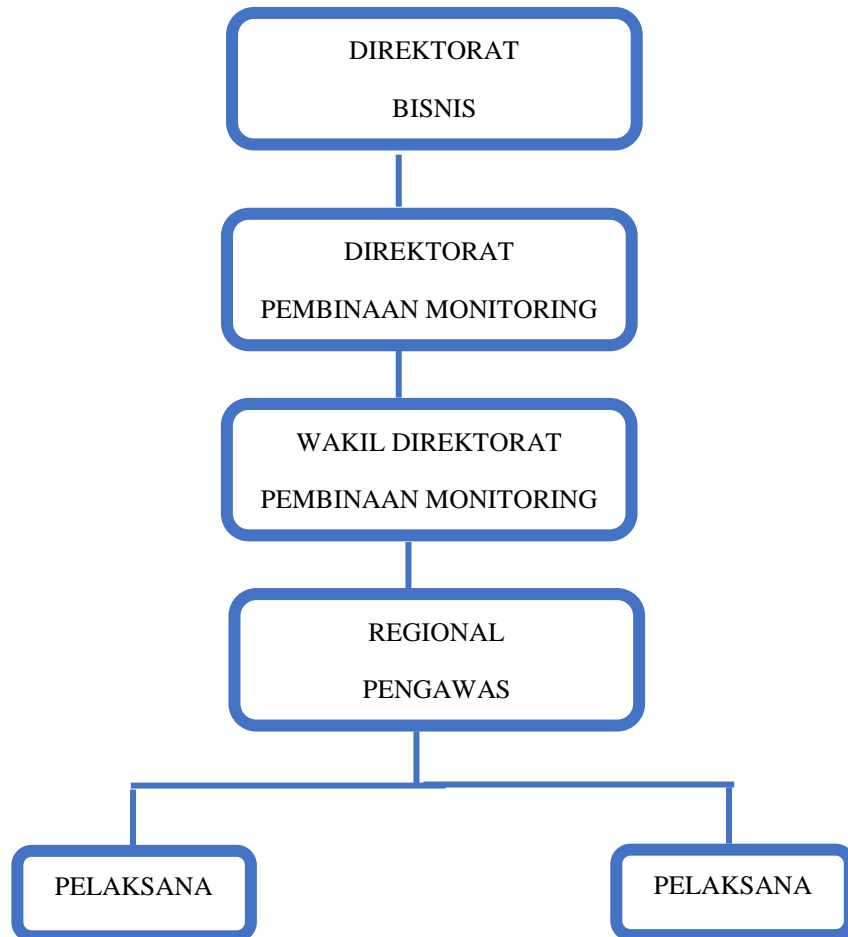 DIREKTORAT
BISNIS
DIREKTORAT
PEMBINAAN MONITORING
WAKIL DIREKTORAT
PEMBINAAN MONITORING
REGIONAL
PENGAWAS
PELAKSANA
PELAKSANA